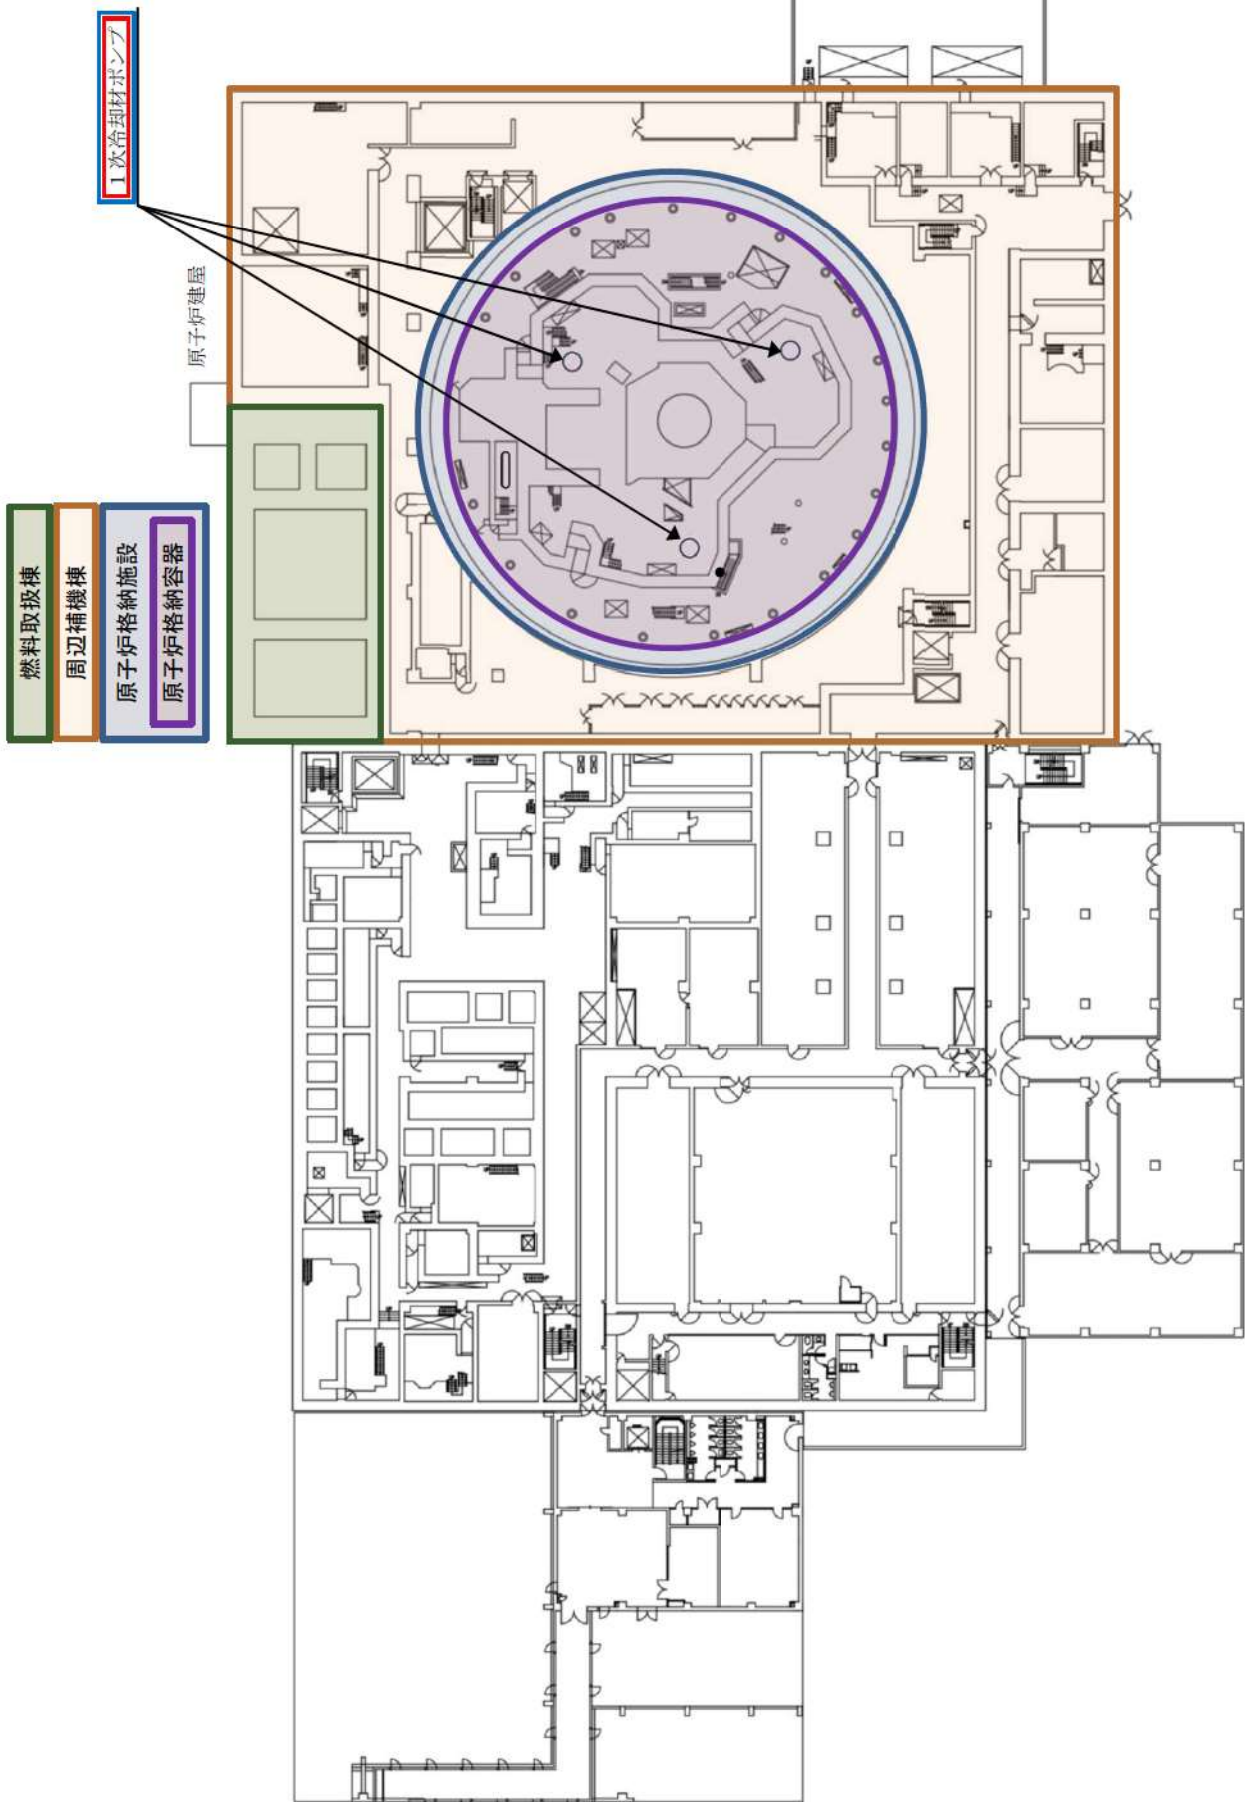 1次冷却材ポンプ
原子炉建屋
燃料取扱棟
周辺補機棟
原子炉格納施設
原子炉格納容器